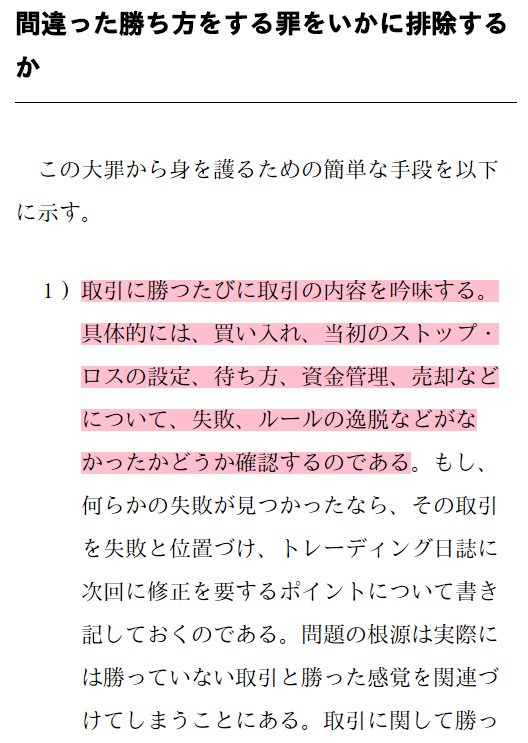 間違った勝ち方をする罪をいかに排除する
か
この大罪から身を護るための簡単な手段を以下
に示す。
1）取引に勝つたびに取引の内容を吟味する。
具体的には、買い入れ、当初のストップ・
ロスの設定、待ち方、資金管理、売却など
について、失敗、ルールの逸脱などがな
かったかどうか確認するのである。もし、
何らかの失敗が見つかったなら、その取引
を失敗と位置づけ、トレーディング日誌に
次回に修正を要するポイントについて書き
記しておくのである。問題の根源は実際に
は勝っていない取引と勝った感覚を関連づ
けてしまうことにある。取引に関して勝っ